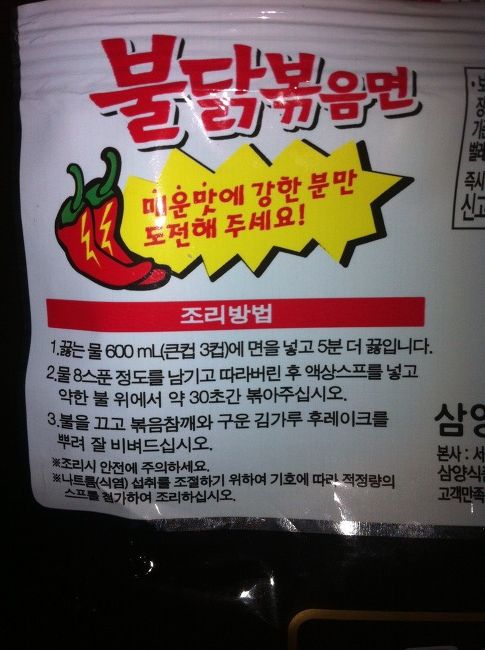 불닭볶음면
매운맛에 강한 분만
도전해 주세요!
조리방법
1.끓는 물 600 mL(큰컵 3컵)에 면을 넣고 5분 더 끓입니다.
2.물 8스푼 정도를 남기고 따라버린 후 액상스프를 넣고
약한 불 위에서 약 30초간 볶아주십시오.
3.불을 끄고 볶음참깨와 구운 김가루 후레이크를
뿌려 잘 비벼드십시오.
※조리시 안전에 주의하세요.
※나트륨(식염) 섭취를 조절하기 위하여 기호에 따라 적정량의
스프를 첨가하여 조리하십시오.
즉시
신고
삼양
본사 : 서
삼양식품
고객만족